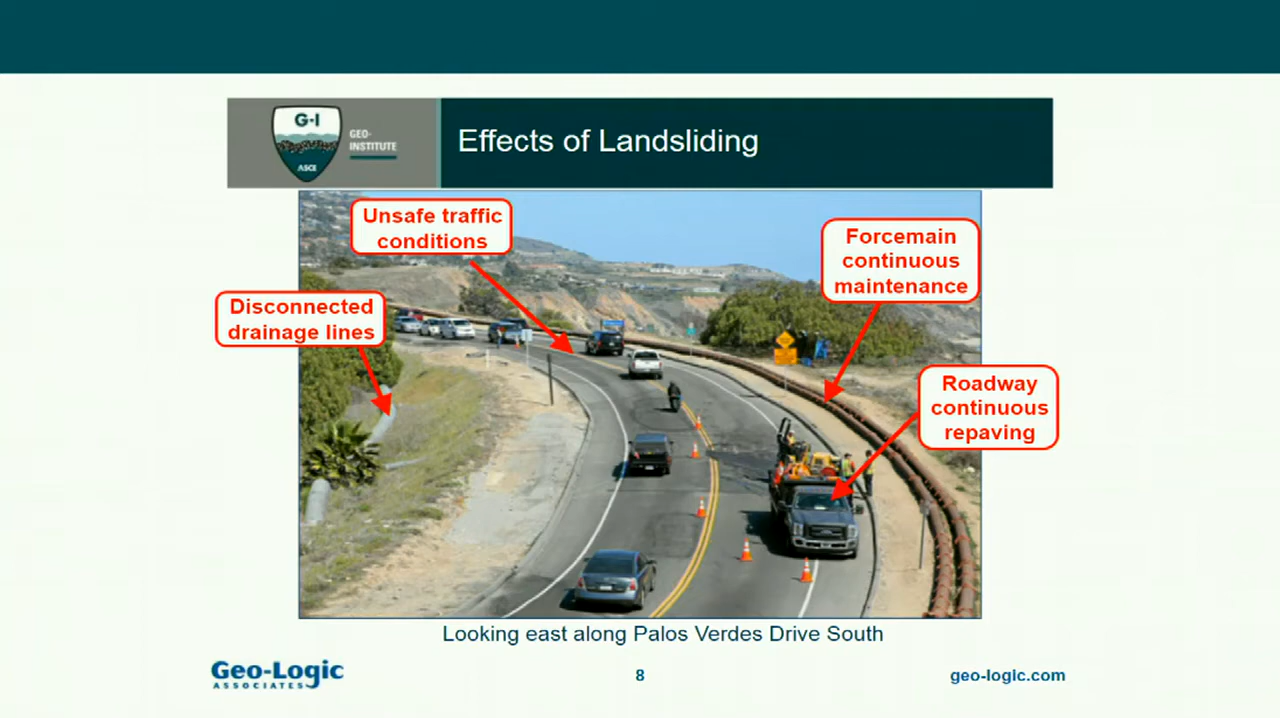 G-I
GEO-
INSTITUTE
ASCE
Effects of Landsliding
Unsafe traffic
conditions
Forcemain
continuous
maintenance
Disconnected
drainage lines
Roadway
continuous
repaving
Looking east along Palos Verdes Drive South
Geo-Logic
ASSOCIATES
8
geo-logic.com